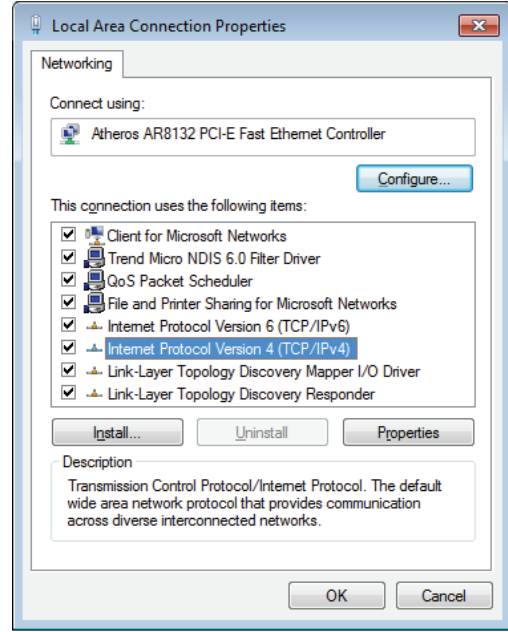 Local Area Connection Properties
Networking
Connect using:
Atheros AR8132 PCI-E Fast Ethernet Controller
Configure...
This connection uses the following items:
Client for Microsoft Networks
Trend Micro NDIS 6.0 Filter Driver
QoS Packet Scheduler
File and Printer Sharing for Microsoft Networks
Internet Protocol Version 6 (TCP/IPv6)
Internet Protocol Version 4 (TCP/IPv4)
Link-Layer Topology Discovery Mapper I/O Driver
Link-Layer Topology Discovery Responder
Install... Uninstall Properties
Description
Transmission Control Protocol/Internet Protocol. The default
wide area network protocol that provides communication
across diverse interconnected networks.
OK Cancel